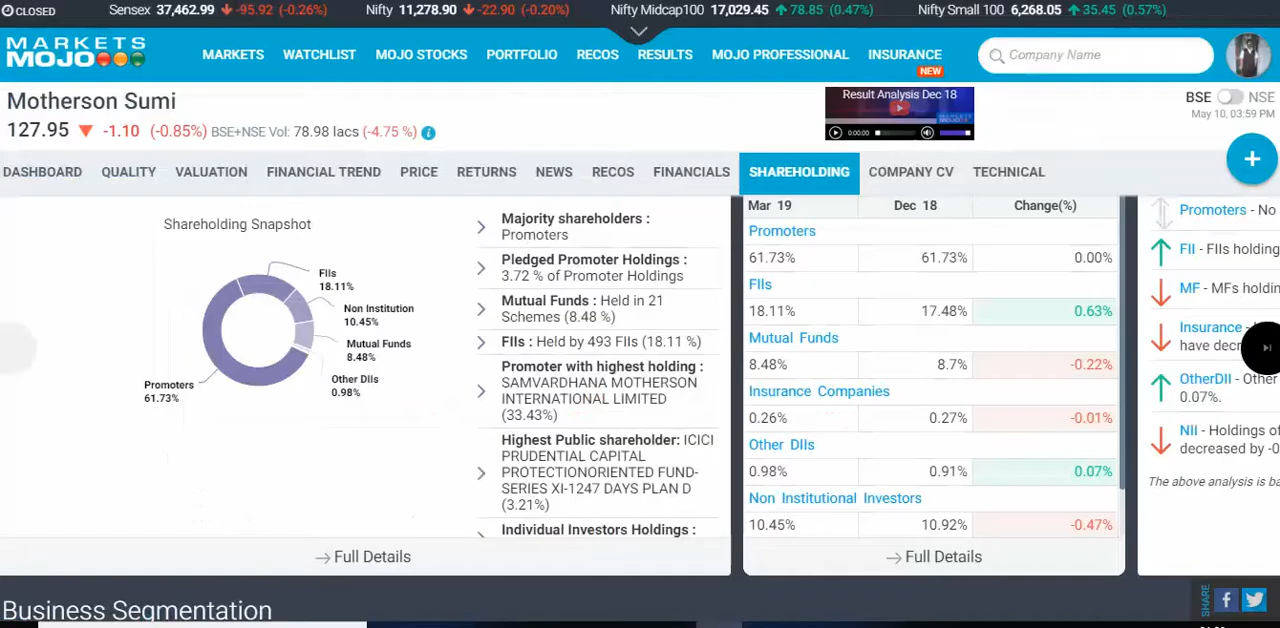 CLOSED Sensex 37,462.99 -95.92 (-0.26%) Nifty 11,278.90 -22.90 (-0.20%) Nifty Midcap100 17,029.45 78.85 (0.47%) Nifty Small 100 6,268.05 35.45 (0.57%)
MARKETS MOJO
MARKETS WATCHLIST MOJO STOCKS PORTFOLIO RECOS RESULTS MOJO PROFESSIONAL INSURANCE Company Name
NEW
Motherson Sumi
127.95 -1.10 (-0.85%) BSE+NSE Vol: 78.98 lacs (-4.75 %)
Result Analysis Dec 18
0:00:00
BSE NSE
May 10, 03:59 PM
DASHBOARD QUALITY VALUATION FINANCIAL TREND PRICE RETURNS NEWS RECOS FINANCIALS SHAREHOLDING COMPANY CV TECHNICAL
Shareholding Snapshot
FIIs
18.11%
Non Institution
10.45%
Mutual Funds
8.48%
Other DIIs
0.98%
Promoters
61.73%
Majority shareholders :
Promoters
Pledged Promoter Holdings :
3.72 % of Promoter Holdings
Mutual Funds : Held in 21
Schemes (8.48 %)
FIIs : Held by 493 FIIs (18.11 %)
Promoter with highest holding :
SAMVARDHANA MOTHERSON
INTERNATIONAL LIMITED
(33.43%)
Highest Public shareholder: ICICI
PRUDENTIAL CAPITAL
PROTECTIONORIENTED FUND-
SERIES XI-1247 DAYS PLAN D
(3.21%)
Individual Investors Holdings :
Full Details
Mar 19 Dec 18 Change(%)
Promoters
61.73% 61.73% 0.00%
FIIs
18.11% 17.48% 0.63%
Mutual Funds
8.48% 8.7% -0.22%
Insurance Companies
0.26% 0.27% -0.01%
Other DIIs
0.98% 0.91% 0.07%
Non Institutional Investors
10.45% 10.92% -0.47%
Full Details
Promoters - No
FII - FIIs holding
MF - MFs holdin
Insurance -
have decr
OtherDII - Other
0.07%.
NII - Holdings of
decreased by -0
The above analysis is ba
Business Segmentation
SHARE